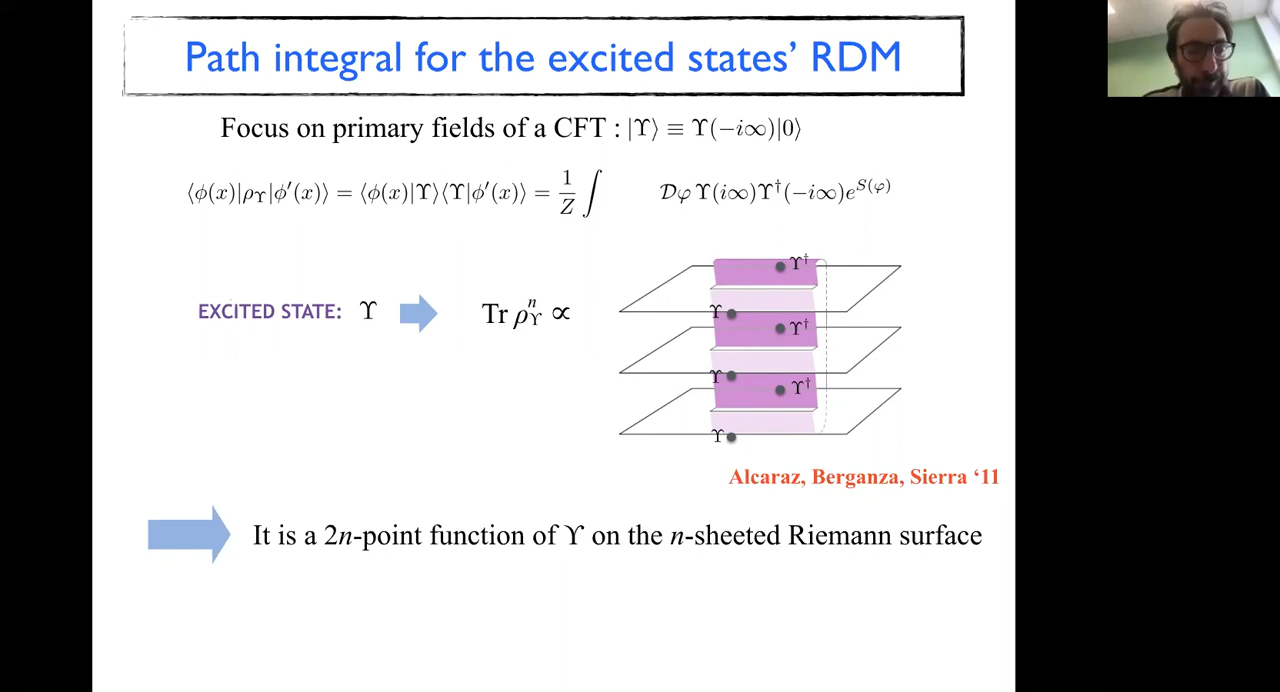 Path integral for the excited states' RDM
Focus on primary fields of a CFT : |ϒ⟩ ≡ ϒ(−i∞)|0⟩
⟨ϕ(x)|ρ_ϒ|ϕ′(x)⟩ = ⟨ϕ(x)|ϒ⟩⟨ϒ|ϕ′(x)⟩ = 1/Z ∫ 𝒟φ ϒ(i∞)ϒ†(−i∞)e^{S(φ)}
ϒ†
EXCITED STATE: ϒ Tr ρ_ϒ^n ∝
ϒ
ϒ†
ϒ
ϒ†
ϒ
Alcaraz, Berganza, Sierra ‘11
It is a 2n-point function of ϒ on the n-sheeted Riemann surface